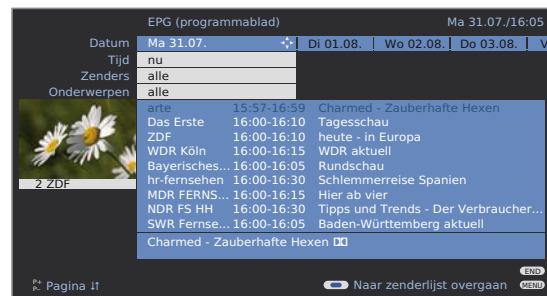 EPG (programmablad) Ma 31.07./16:05
Datum Ma 31.07. Di 01.08. Wo 02.08. Do 03.08. V
Tijd nu
Zenders alle
Onderwerpen alle
arte 15:57-16:59 Charmed - Zauberhafte Hexen
Das Erste 16:00-16:10 Tagesschau
ZDF 16:00-16:10 heute - in Europa
WDR Köln 16:00-16:15 WDR aktuell
Bayerisches... 16:00-16:05 Rundschau
hr-fernsehen 16:00-16:30 Schlemmerreise Spanien
MDR FERNS... 16:00-16:15 Hier ab vier
NDR FS HH 16:00-16:30 Tipps und Trends - Der Verbraucher...
SWR Fernse... 16:00-16:05 Baden-Württemberg aktuell
2 ZDF
Charmed - Zauberhafte Hexen
END
P+ P- Pagina Naar zenderlijst overgaan MENU